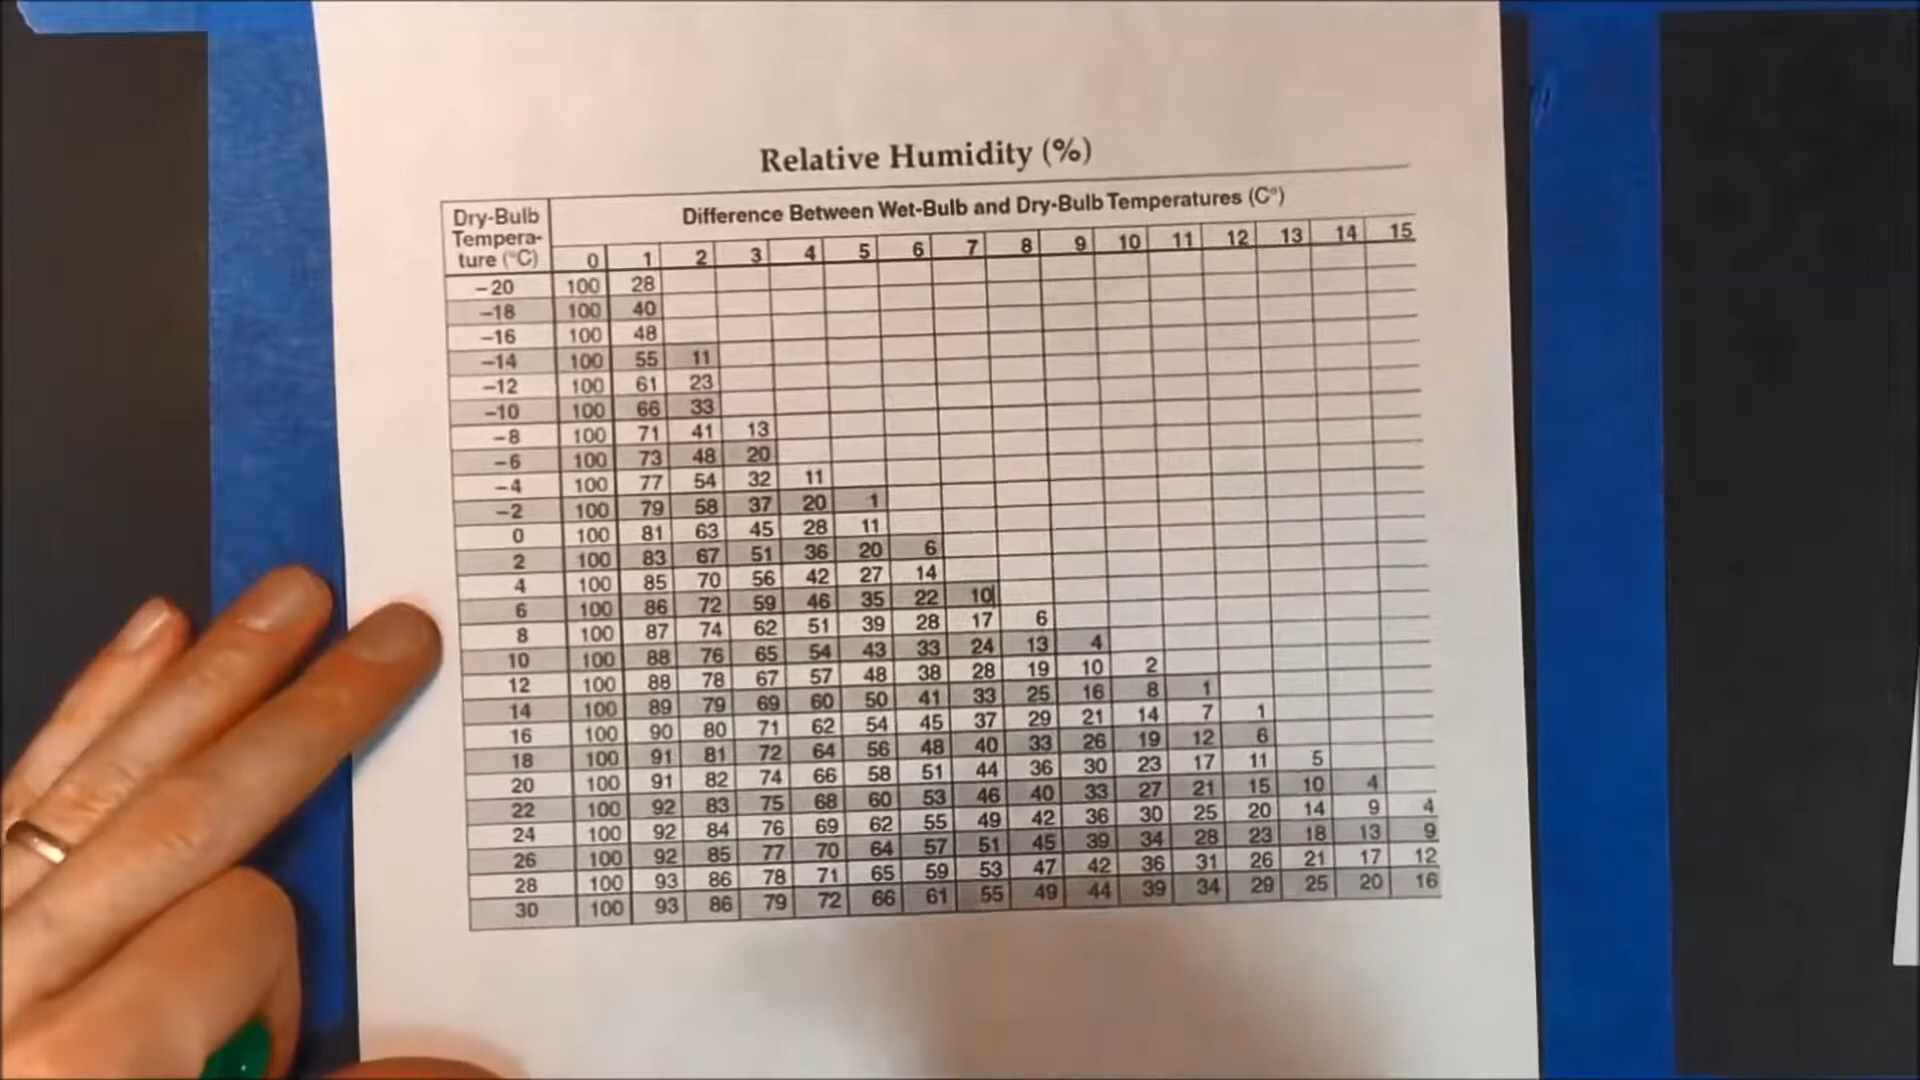 Relative Humidity (%)
Dry-Bulb Tempera-ture (°C) Difference Between Wet-Bulb and Dry-Bulb Temperatures (C°)
0 1 2 3 4 5 6 7 8 9 10 11 12 13 14 15
−20 100 28
−18 100 40
−16 100 48
−14 100 55 11
−12 100 61 23
−10 100 66 33
−8 100 71 41 13
−6 100 73 48 20
−4 100 77 54 32 11
−2 100 79 58 37 20 1
0 100 81 63 45 28 11
2 100 83 67 51 36 20 6
4 100 85 70 56 42 27 14
6 100 86 72 59 46 35 22 10
8 100 87 74 62 51 39 28 17 6
10 100 88 76 65 54 43 33 24 13 4
12 100 88 78 67 57 48 38 28 19 10 2
14 100 89 79 69 60 50 41 33 25 16 8 1
16 100 90 80 71 62 54 45 37 29 21 14 7 1
18 100 91 81 72 64 56 48 40 33 26 19 12 6
20 100 91 82 74 66 58 51 44 36 30 23 17 11 5
22 100 92 83 75 68 60 53 46 40 33 27 21 15 10 4
24 100 92 84 76 69 62 55 49 42 36 30 25 20 14 9 4
26 100 92 85 77 70 64 57 51 45 39 34 28 23 18 13 9
28 100 93 86 78 71 65 59 53 47 42 36 31 26 21 17 12
30 100 93 86 79 72 66 61 55 49 44 39 34 29 25 20 16